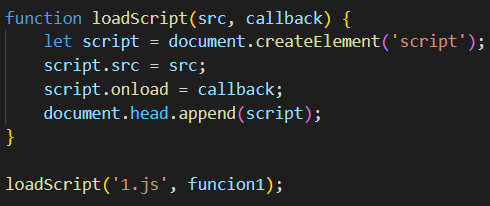 function loadScript(src, callback) {
    let script = document.createElement('script');
    script.src = src;
    script.onload = callback;
    document.head.append(script);
}

loadScript('1.js', funcion1);